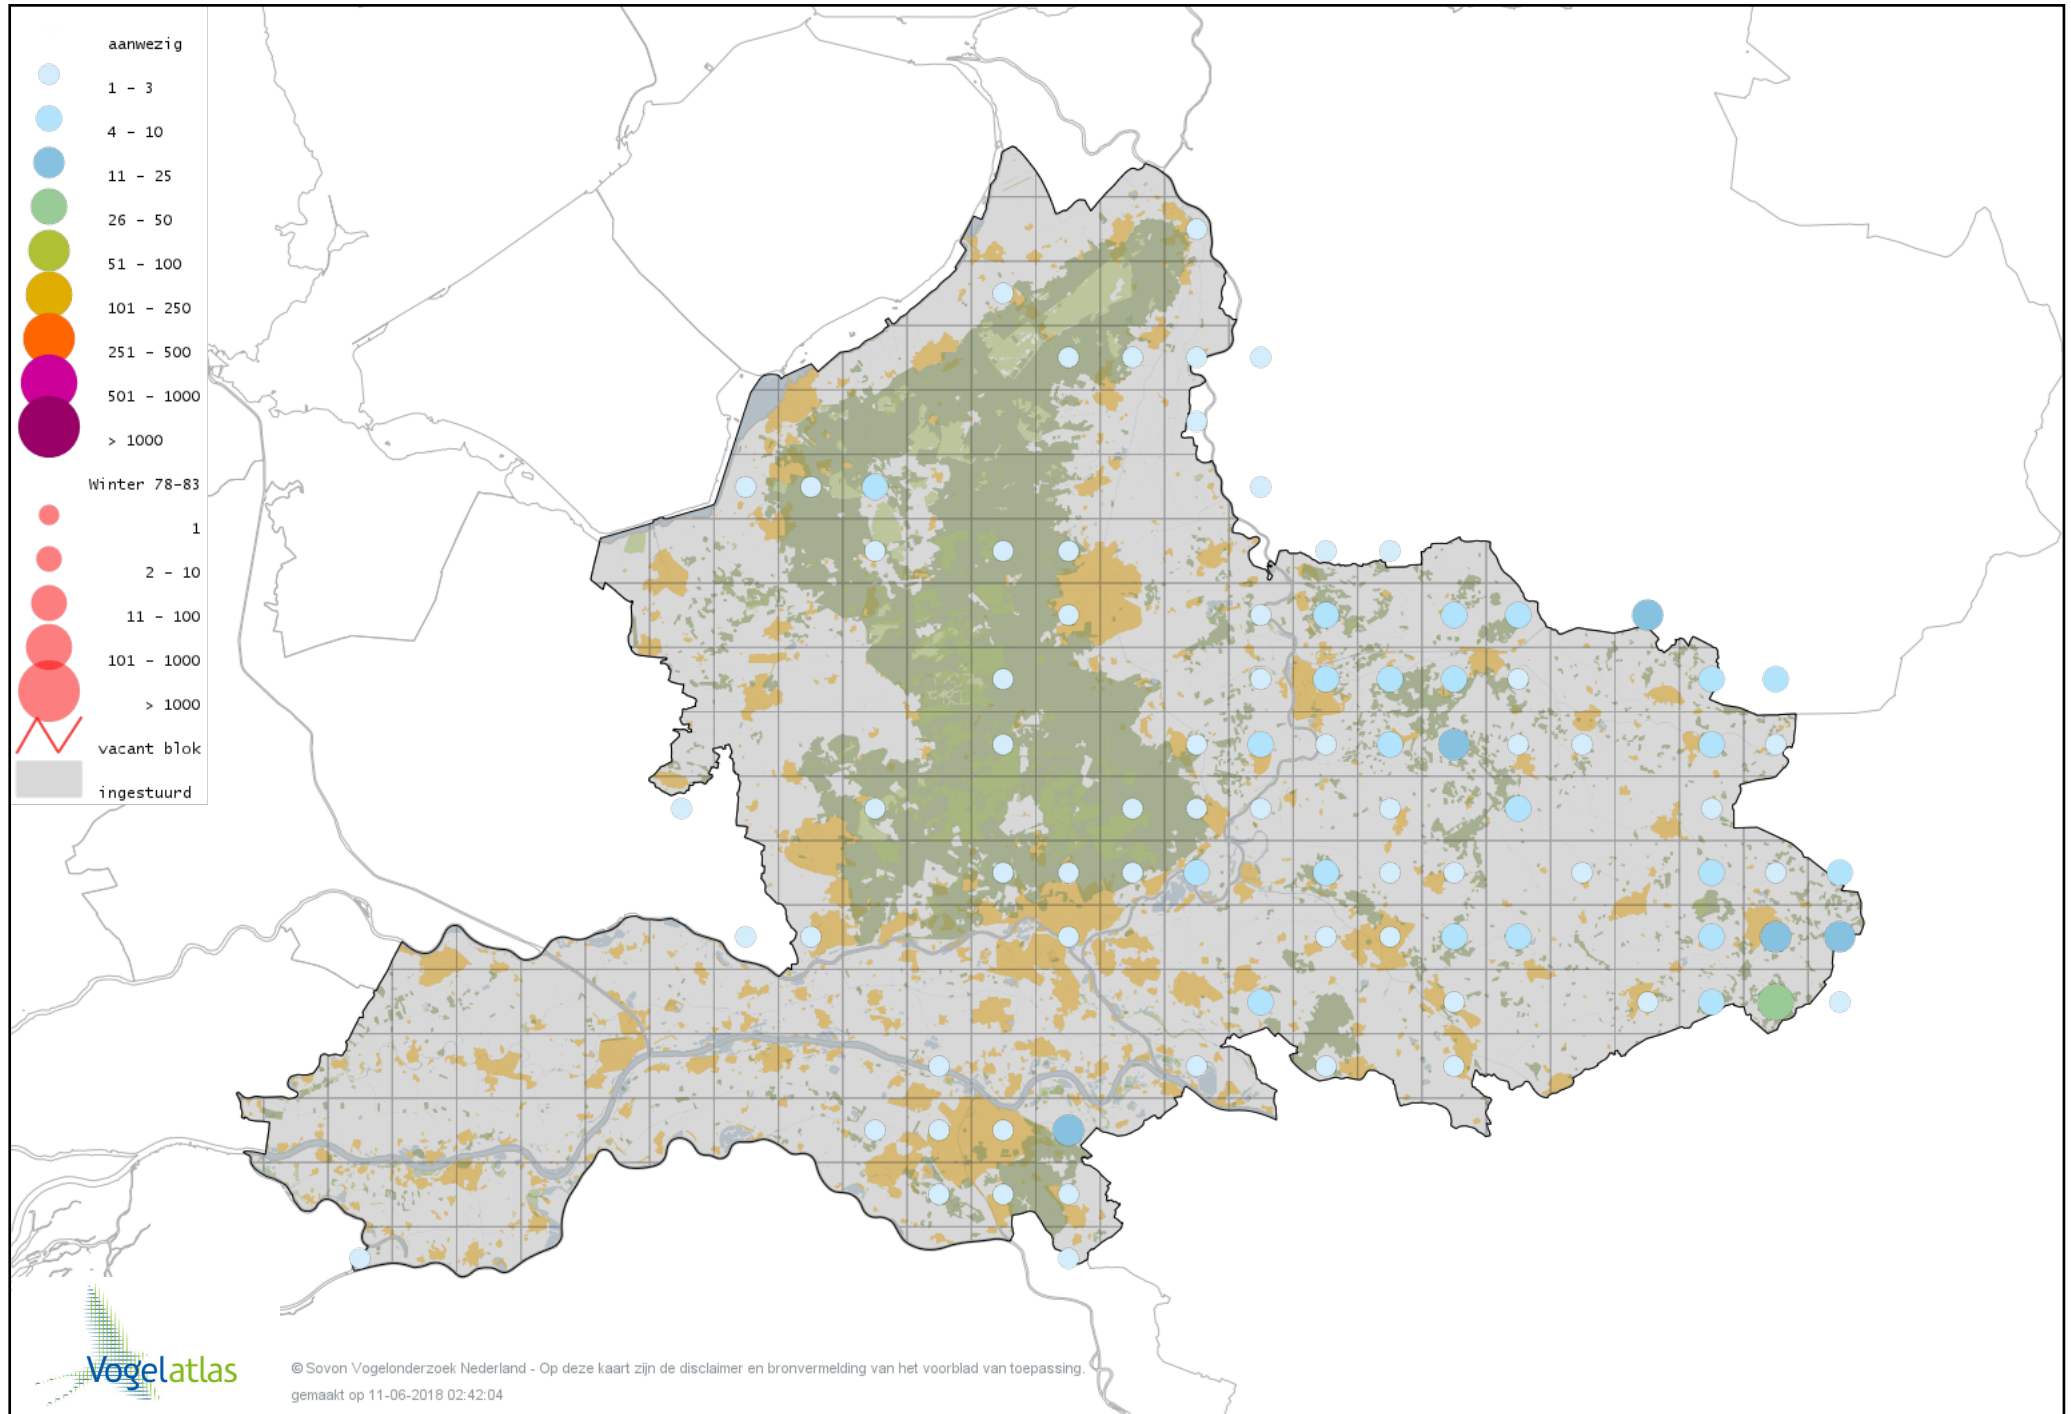 aanwezig
1 - 3
4 - 10
11 - 25
26 - 50
51 - 100
101 - 250
251 - 500
501 - 1000
> 1000
Winter 78-83
1
2 - 10
11 - 100
101 - 1000
> 1000
vacant blok
ingestuurd
Vogelatlas
© Sovon Vogelonderzoek Nederland - Op deze kaart zijn de disclaimer en bronvermelding van het voorblad van toepassing.
gemaakt op 11-06-2018 02:42:04